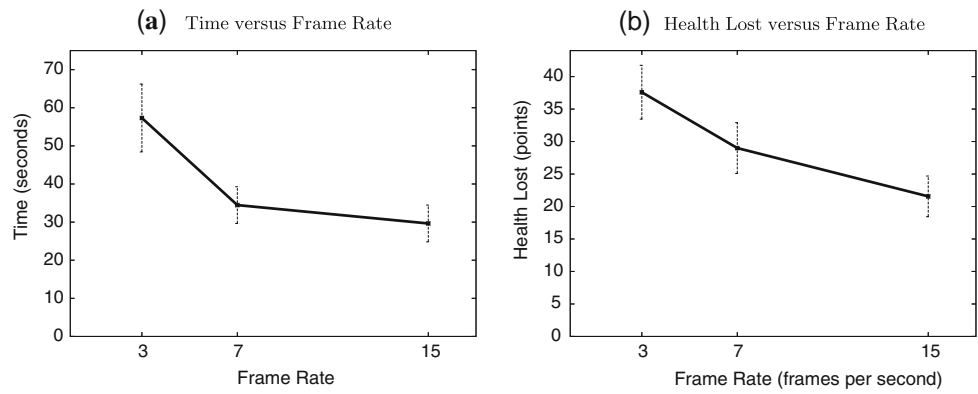 (a) Time versus Frame Rate
70
60
50
40
30
20
10
0
Time (seconds)
3 7 15
Frame Rate
(b) Health Lost versus Frame Rate
40
35
30
25
20
15
10
5
0
Health Lost (points)
3 7 15
Frame Rate (frames per second)